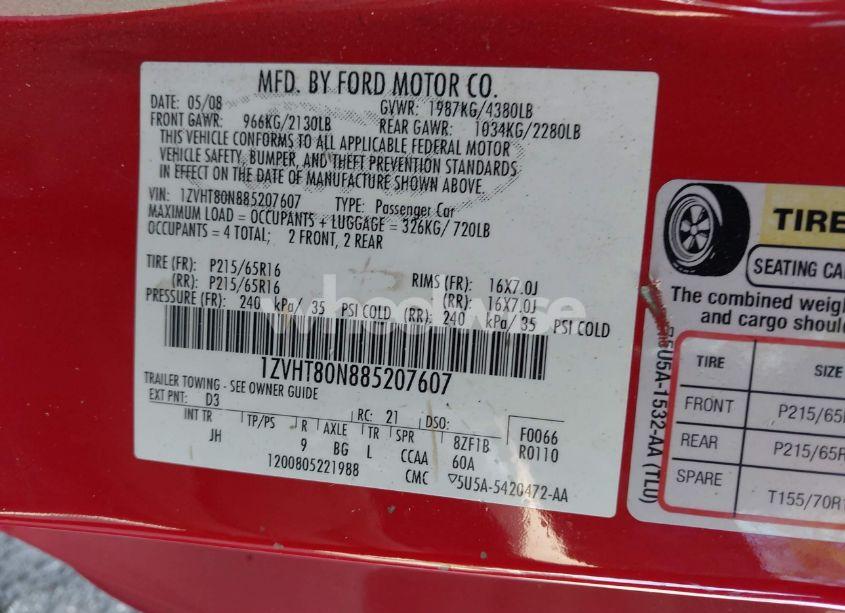 MFD. BY FORD MOTOR CO.
DATE: 05/08 GVWR: 1987KG/4380LB
FRONT GAWR: 966KG/2130LB REAR GAWR: 1034KG/2280LB
THIS VEHICLE CONFORMS TO ALL APPLICABLE FEDERAL MOTOR
VEHICLE SAFETY, BUMPER, AND THEFT PREVENTION STANDARDS
IN EFFECT ON THE DATE OF MANUFACTURE SHOWN ABOVE.
VIN: 1ZVHT80N885207607 TYPE: Passenger Car
MAXIMUM LOAD = OCCUPANTS + LUGGAGE = 326KG/720LB
OCCUPANTS = 4 TOTAL; 2 FRONT, 2 REAR
TIRE (FR): P215/65R16 RIMS (FR): 16X7.0J
(RR): P215/65R16 (RR): 16X7.0J
PRESSURE (FR): 240 kPa/ 35 PSI COLD (RR): 240 kPa/35 PSI COLD
1ZVHT80N885207607
TRAILER TOWING - SEE OWNER GUIDE
EXT PNT: D3 RC: 21 DSO: F0066
INT TR TP/PS R AXLE TR SPR 8ZF1B R0110
JH 9 BG L CCAA 60A
1200805221988 CMC ▽5U5A-5420472-AA
TIRE
SEATING CA
The combined weigh
and cargo shoul
TIRE SIZE
FRONT P215/65R
REAR P215/65R
SPARE T155/70R1
5U5A-1532-AA (TLU)
wheelwise